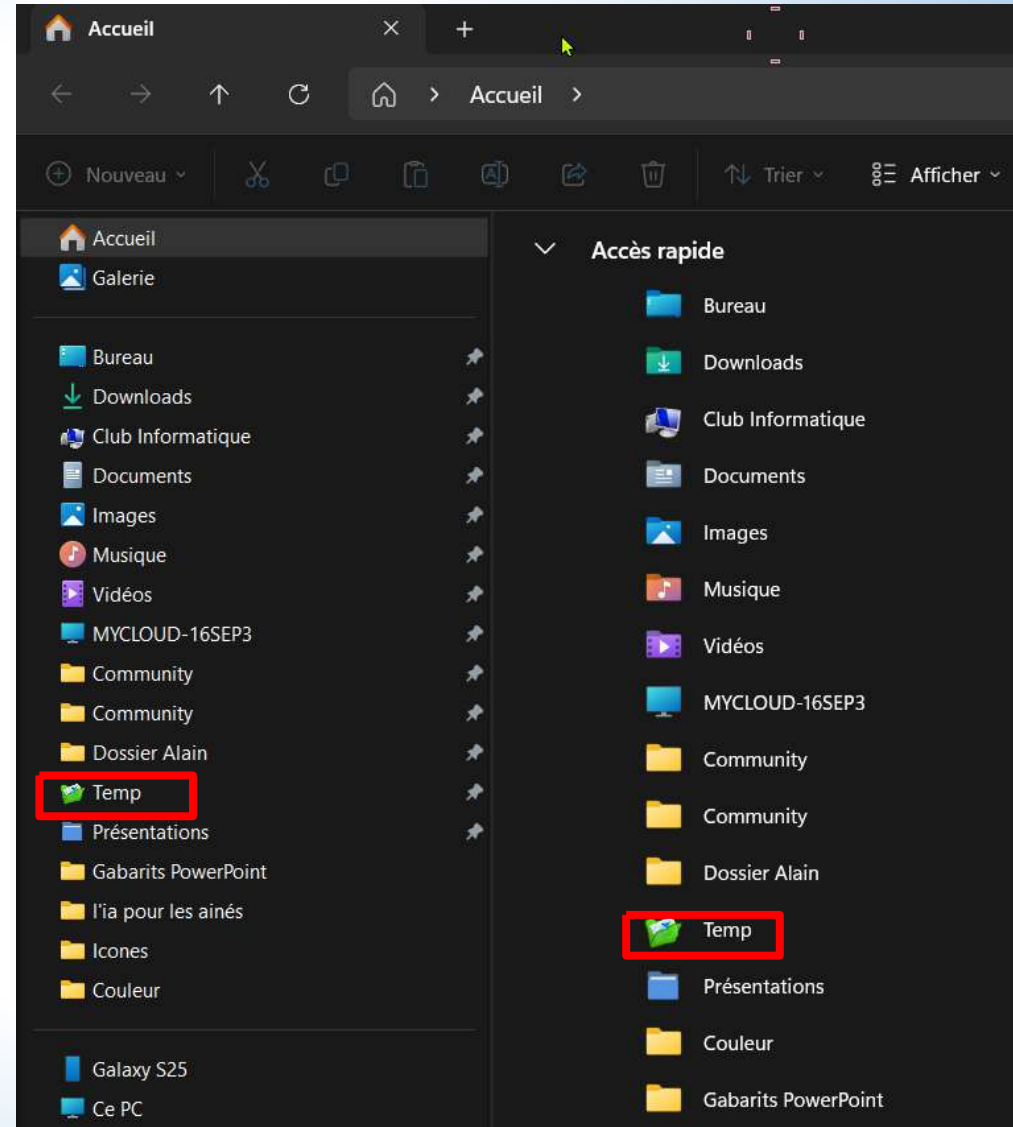 Accueil
Accueil
Nouveau
Trier
Afficher
Accueil
Galerie
Bureau
Downloads
Club Informatique
Documents
Images
Musique
Vidéos
MYCLOUD-16SEP3
Community
Community
Dossier Alain
Temp
Présentations
Gabarits PowerPoint
l'ia pour les ainés
Icones
Couleur
Galaxy S25
Ce PC
Accès rapide
Bureau
Downloads
Club Informatique
Documents
Images
Musique
Vidéos
MYCLOUD-16SEP3
Community
Community
Dossier Alain
Temp
Présentations
Couleur
Gabarits PowerPoint